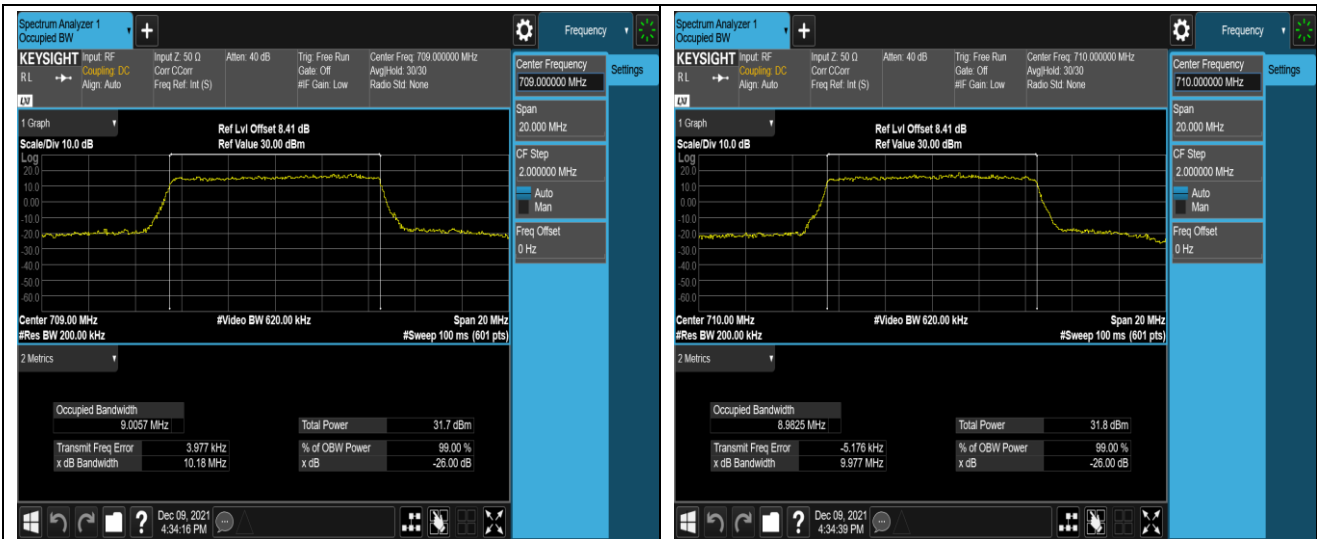 Spectrum Analyzer 1
Occupied BW
+
Frequency
KEYSIGHT
Input: RF
Coupling: DC
Align: Auto
Input Z: 50 Ω
Corr CCorr
Freq Ref: Int (S)
Atten: 40 dB
Trig: Free Run
Gate: Off
#IF Gain: Low
Center Freq: 709.000000 MHz
Avg|Hold: 30/30
Radio Std: None
RL
LXI
Center Frequency
709.000000 MHz
Settings
Span
20.000 MHz
CF Step
2.000000 MHz
Auto
Man
Freq Offset
0 Hz
1 Graph
Scale/Div 10.0 dB
Ref Lvl Offset 8.41 dB
Ref Value 30.00 dBm
Log
20.0
10.0
0.00
-10.0
-20.0
-30.0
-40.0
-50.0
-60.0
Center 709.00 MHz
#Res BW 200.00 kHz
#Video BW 620.00 kHz
Span 20 MHz
#Sweep 100 ms (601 pts)
2 Metrics
Occupied Bandwidth
9.0057 MHz
Total Power 31.7 dBm
Transmit Freq Error 3.977 kHz
% of OBW Power 99.00 %
x dB Bandwidth 10.18 MHz
x dB -26.00 dB
?
Dec 09, 2021
4:34:16 PM
Spectrum Analyzer 1
Occupied BW
+
Frequency
KEYSIGHT
Input: RF
Coupling: DC
Align: Auto
Input Z: 50 Ω
Corr CCorr
Freq Ref: Int (S)
Atten: 40 dB
Trig: Free Run
Gate: Off
#IF Gain: Low
Center Freq: 710.000000 MHz
Avg|Hold: 30/30
Radio Std: None
RL
LXI
Center Frequency
710.000000 MHz
Settings
Span
20.000 MHz
CF Step
2.000000 MHz
Auto
Man
Freq Offset
0 Hz
1 Graph
Scale/Div 10.0 dB
Ref Lvl Offset 8.41 dB
Ref Value 30.00 dBm
Log
20.0
10.0
0.00
-10.0
-20.0
-30.0
-40.0
-50.0
-60.0
Center 710.00 MHz
#Res BW 200.00 kHz
#Video BW 620.00 kHz
Span 20 MHz
#Sweep 100 ms (601 pts)
2 Metrics
Occupied Bandwidth
8.9825 MHz
Total Power 31.8 dBm
Transmit Freq Error -5.176 kHz
% of OBW Power 99.00 %
x dB Bandwidth 9.977 MHz
x dB -26.00 dB
?
Dec 09, 2021
4:34:39 PM